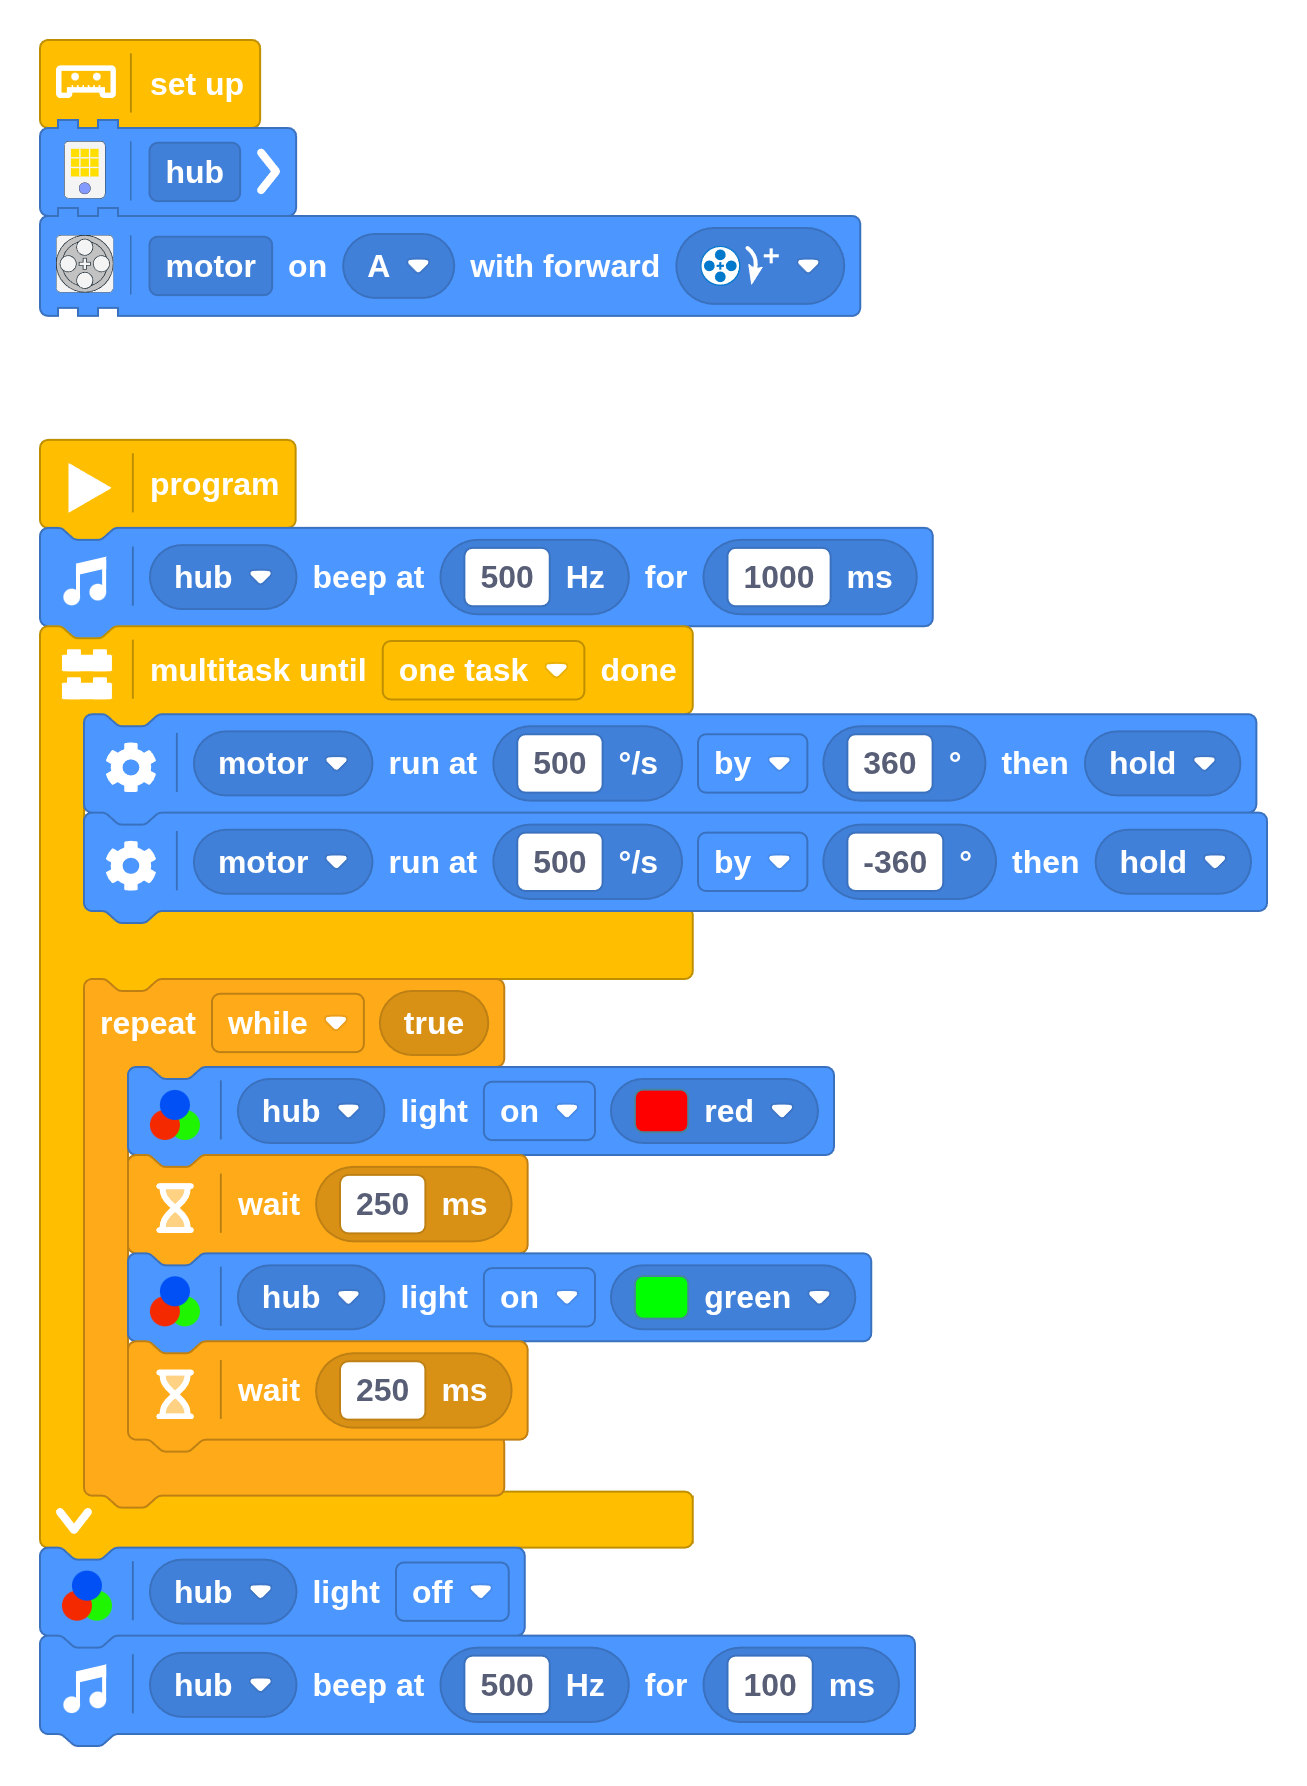 set up
hub
motor on A with forward +
program
hub beep at 500 Hz for 1000 ms
multitask until one task done
motor run at 500 °/s by 360 ° then hold
motor run at 500 °/s by -360 ° then hold
repeat while true
hub light on red
wait 250 ms
hub light on green
wait 250 ms
hub light off
hub beep at 500 Hz for 100 ms